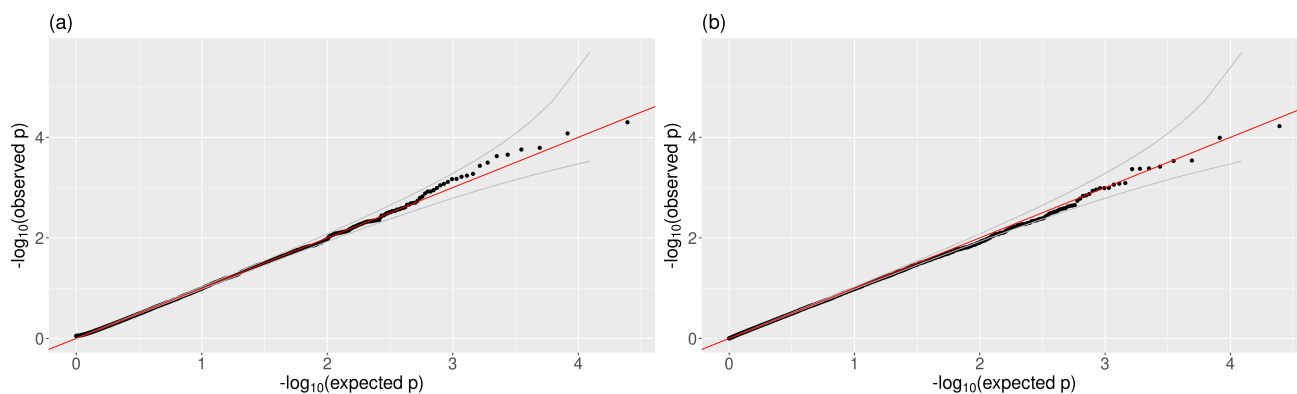 (a)
-log10(observed p)
4
2
0
0 1 2 3 4
-log10(expected p)
(b)
-log10(observed p)
4
2
0
0 1 2 3 4
-log10(expected p)